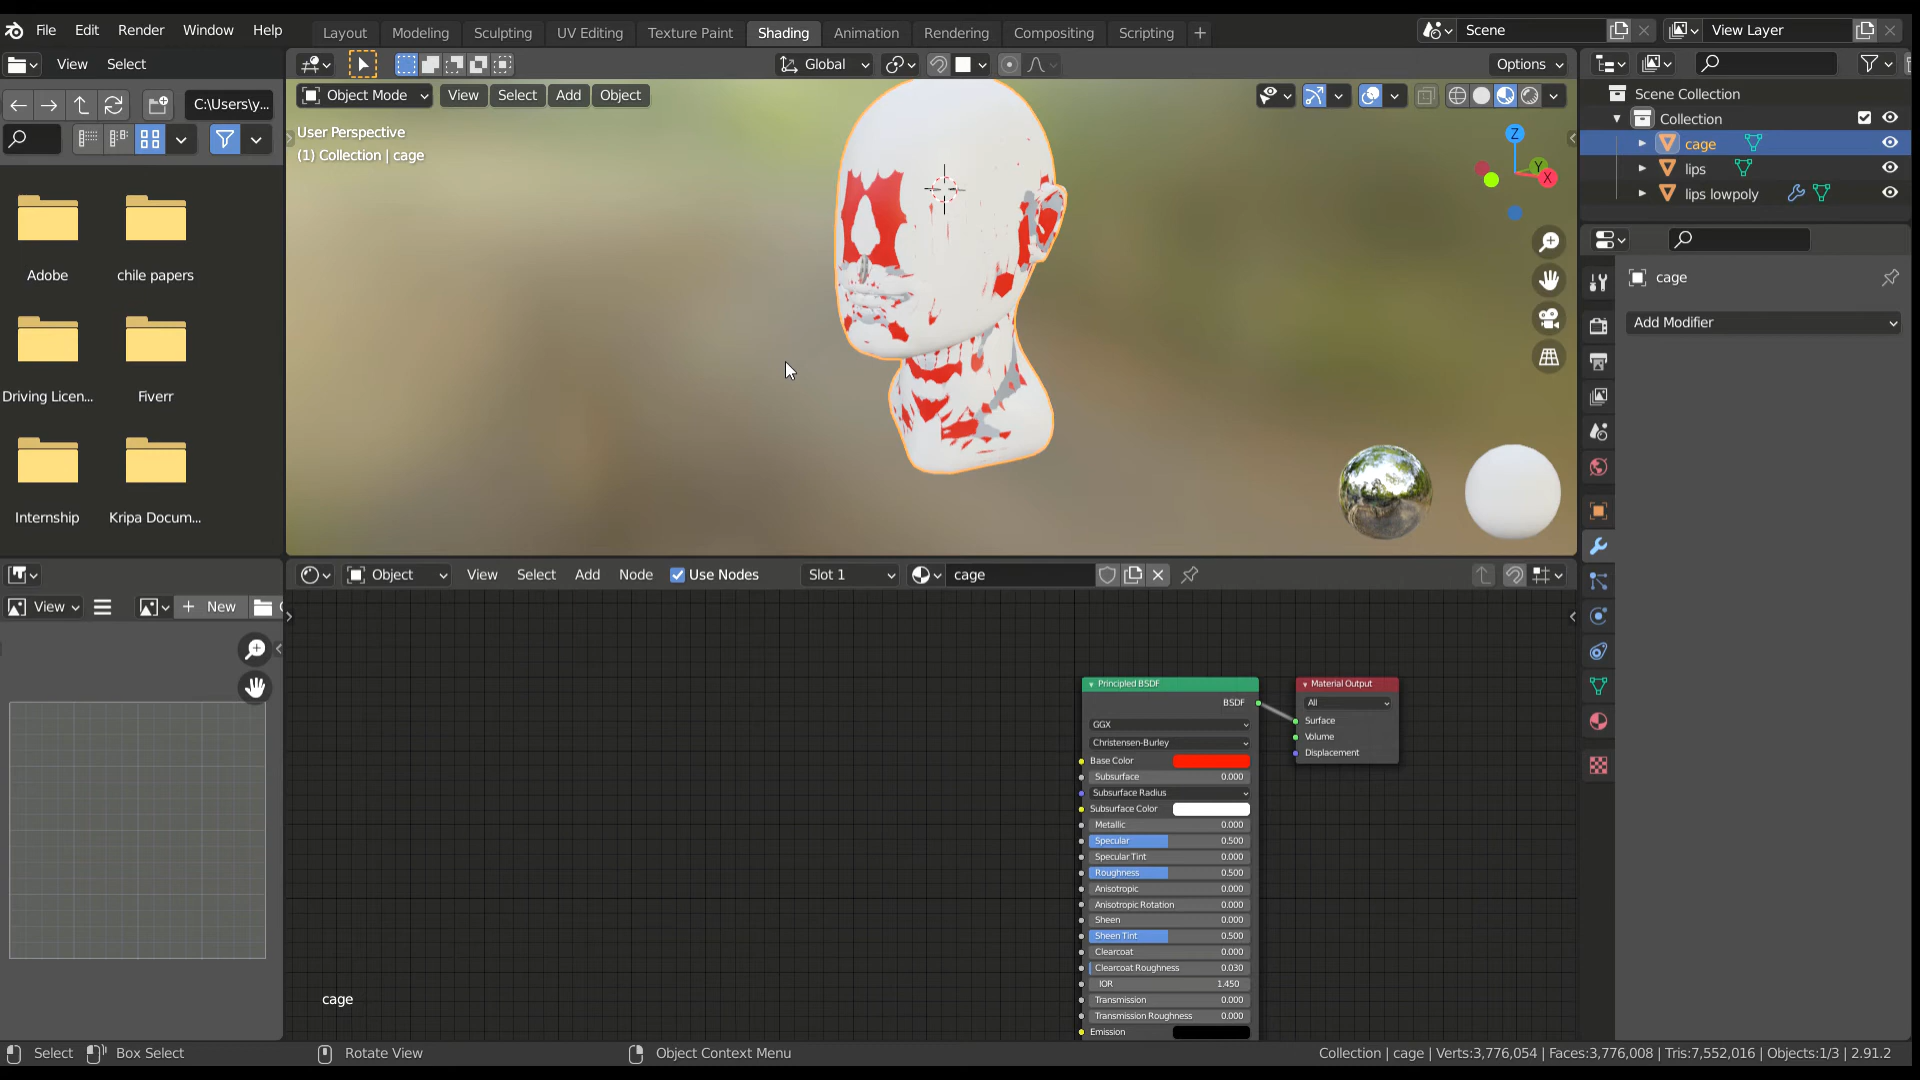 File Edit Render Window Help Layout Modeling Sculpting UV Editing Texture Paint Shading Animation Rendering Compositing Scripting + Scene View Layer
View Select Global Options
Object Mode View Select Add Object
C:\Users\y...
User Perspective
(1) Collection | cage
Z
Y
X
Adobe
chile papers
Driving Licen...
Fiverr
Internship
Kripa Docum...
Scene Collection
Collection
cage
lips
lips lowpoly
cage
Add Modifier
Object View Select Add Node Use Nodes Slot 1 cage
View New
Principled BSDF
BSDF
GGX
Christensen-Burley
Base Color
Subsurface 0.000
Subsurface Radius
Subsurface Color
Metallic 0.000
Specular 0.500
Specular Tint 0.000
Roughness 0.500
Anisotropic 0.000
Anisotropic Rotation 0.000
Sheen 0.000
Sheen Tint 0.500
Clearcoat 0.000
Clearcoat Roughness 0.030
IOR 1.450
Transmission 0.000
Transmission Roughness 0.000
Emission
Material Output
All
Surface
Volume
Displacement
cage
Select Box Select Rotate View Object Context Menu Collection | cage | Verts:3,776,054 | Faces:3,776,008 | Tris:7,552,016 | Objects:1/3 | 2.91.2